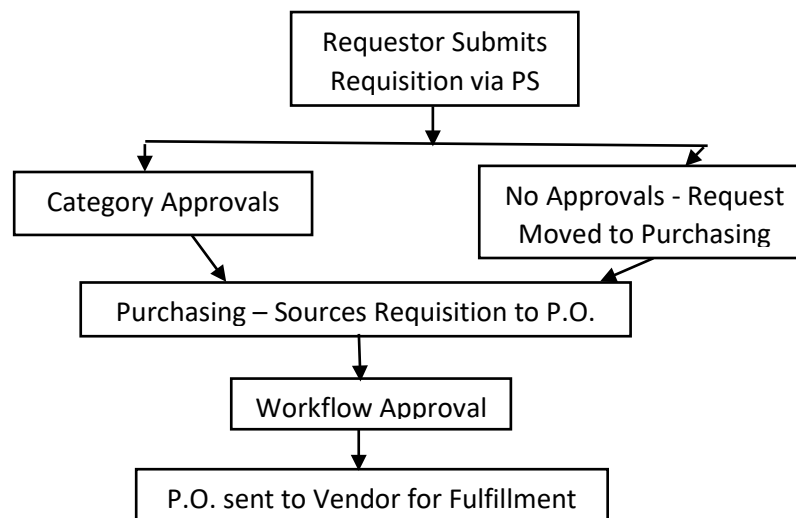 Requestor Submits
Requisition via PS
Category Approvals
No Approvals - Request
Moved to Purchasing
Purchasing – Sources Requisition to P.O.
Workflow Approval
P.O. sent to Vendor for Fulfillment